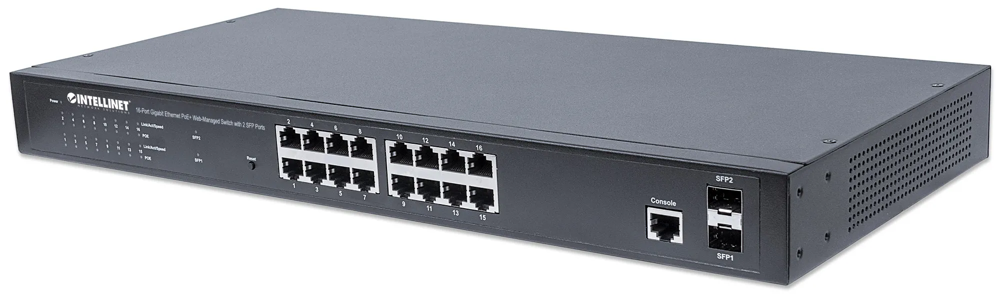 INTELLINET®
NETWORK SOLUTIONS
16-Port Gigabit Ethernet PoE+ Web-Managed Switch with 2 SFP Ports
Power
2 4 6 8 10 12 14 16 Link/Act/Speed
POE
SFP2
1 3 5 7 9 11 13 15 Link/Act/Speed
POE
SFP1
Reset
2 4 6 8 10 12 14 16
1 3 5 7 9 11 13 15
Console
SFP2
SFP1